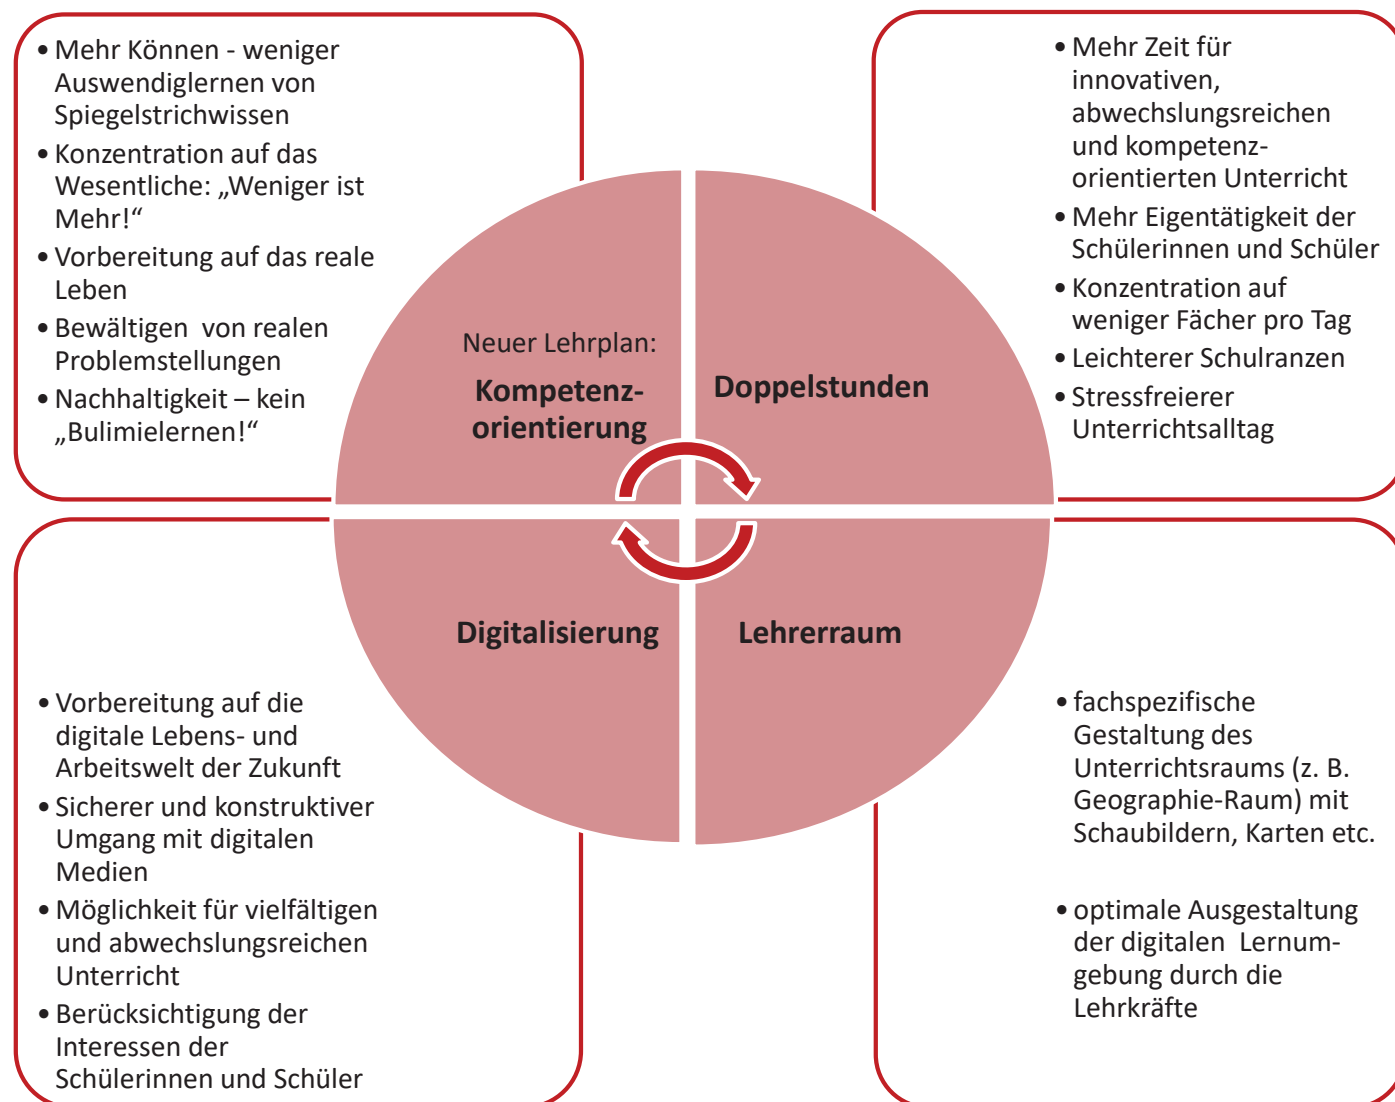 • Mehr Können - weniger
Auswendiglernen von
Spiegelstrichwissen
• Konzentration auf das
Wesentliche: „Weniger ist
Mehr!“
• Vorbereitung auf das reale
Leben
• Bewältigen von realen
Problemstellungen
• Nachhaltigkeit – kein
„Bulimielernen!“
• Mehr Zeit für
innovativen,
abwechslungsreichen
und kompetenz-
orientierten Unterricht
• Mehr Eigentätigkeit der
Schülerinnen und Schüler
• Konzentration auf
weniger Fächer pro Tag
• Leichterer Schulranzen
• Stressfreierer
Unterrichtsalltag
Neuer Lehrplan:
Kompetenz-
orientierung
Doppelstunden
Digitalisierung
Lehrerraum
• Vorbereitung auf die
digitale Lebens- und
Arbeitswelt der Zukunft
• Sicherer und konstruktiver
Umgang mit digitalen
Medien
• Möglichkeit für vielfältigen
und abwechslungsreichen
Unterricht
• Berücksichtigung der
Interessen der
Schülerinnen und Schüler
• fachspezifische
Gestaltung des
Unterrichtsraums (z. B.
Geographie-Raum) mit
Schaubildern, Karten etc.
• optimale Ausgestaltung
der digitalen Lernum-
gebung durch die
Lehrkräfte